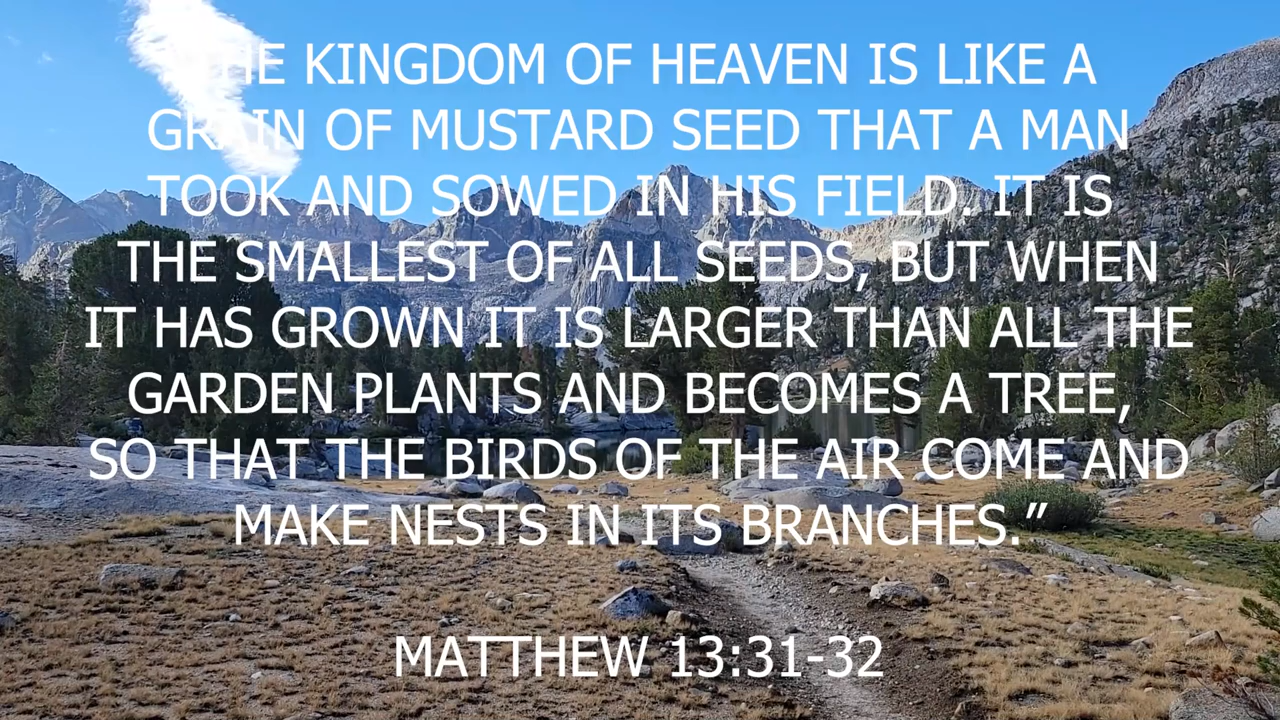 “THE KINGDOM OF HEAVEN IS LIKE A
GRAIN OF MUSTARD SEED THAT A MAN
TOOK AND SOWED IN HIS FIELD. IT IS
THE SMALLEST OF ALL SEEDS, BUT WHEN
IT HAS GROWN IT IS LARGER THAN ALL THE
GARDEN PLANTS AND BECOMES A TREE,
SO THAT THE BIRDS OF THE AIR COME AND
MAKE NESTS IN ITS BRANCHES.”
MATTHEW 13:31-32